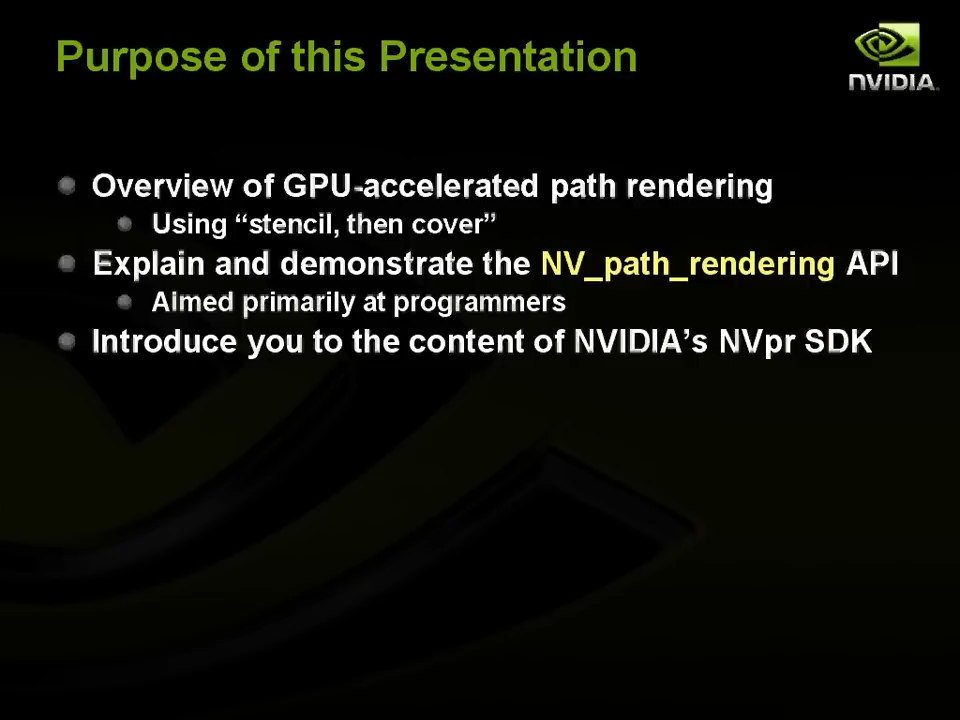 Purpose of this Presentation
NVIDIA.
Overview of GPU-accelerated path rendering
Using “stencil, then cover”
Explain and demonstrate the NV_path_rendering API
Aimed primarily at programmers
Introduce you to the content of NVIDIA’s NVpr SDK